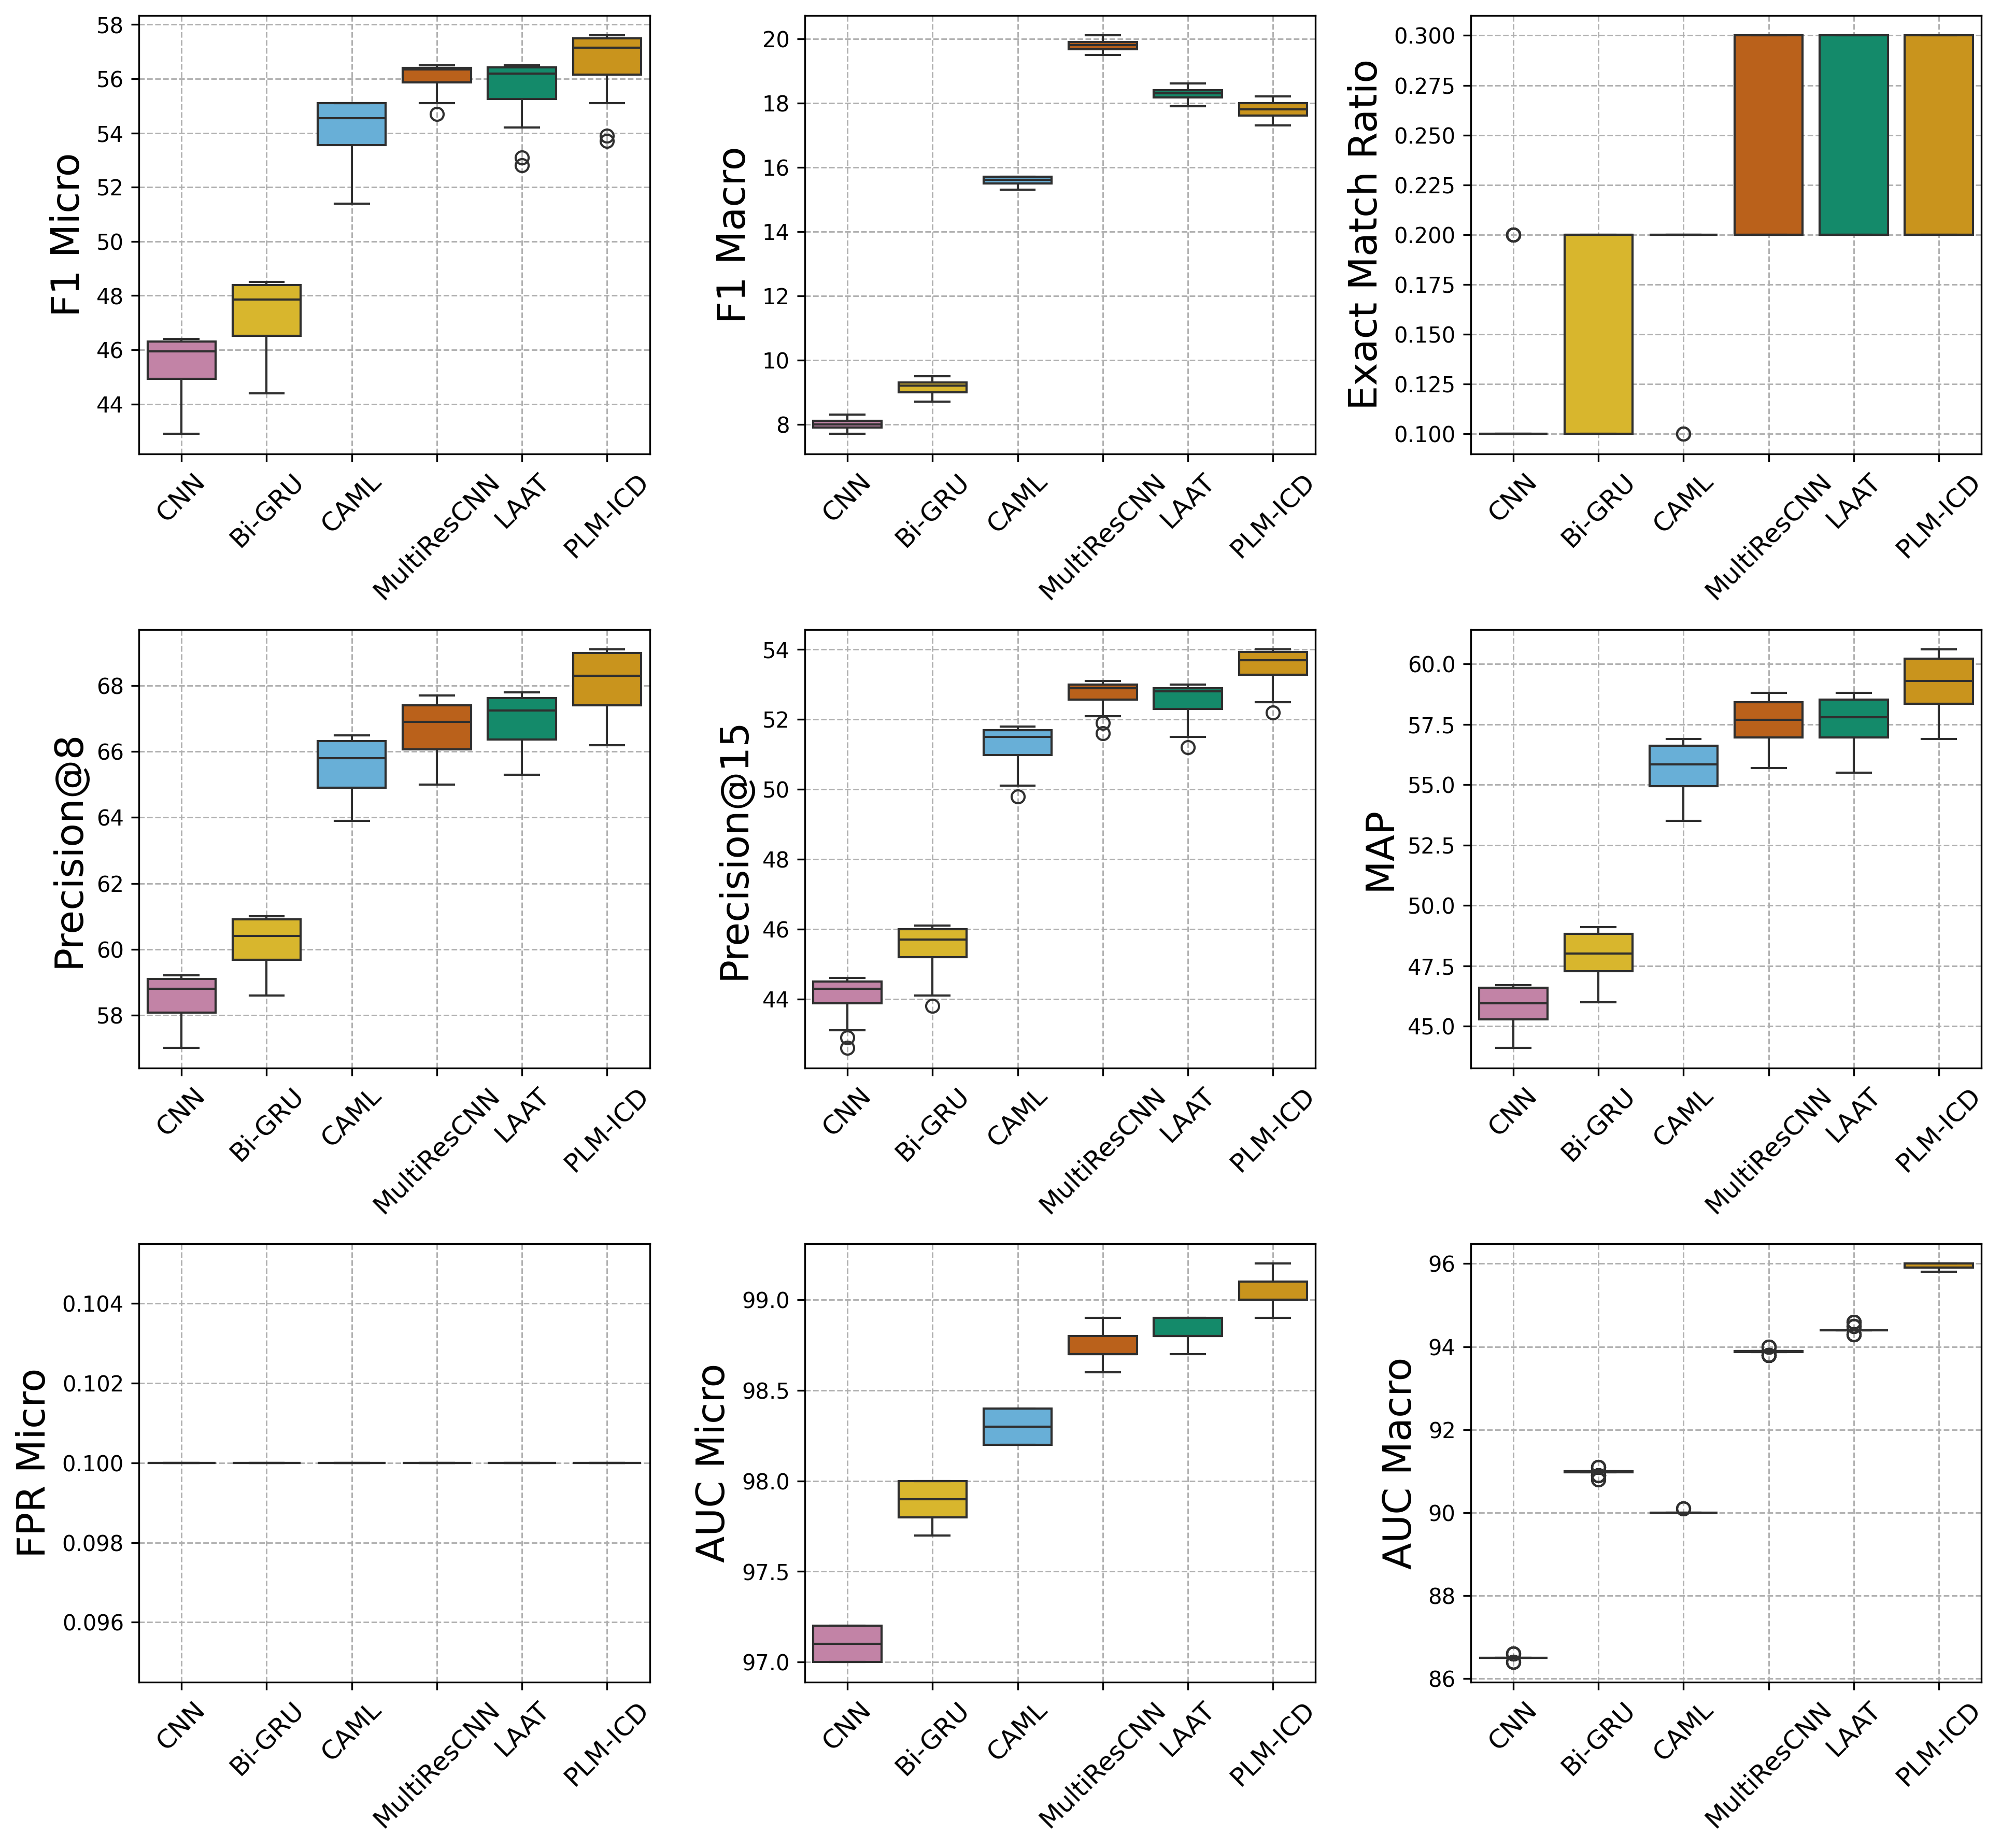 F1 Micro
58
56
54
52
50
48
46
44
CNN
Bi-GRU
CAML
MultiResCNN
LAAT
PLM-ICD
F1 Macro
20
18
16
14
12
10
8
CNN
Bi-GRU
CAML
MultiResCNN
LAAT
PLM-ICD
Exact Match Ratio
0.300
0.275
0.250
0.225
0.200
0.175
0.150
0.125
0.100
CNN
Bi-GRU
CAML
MultiResCNN
LAAT
PLM-ICD
Precision@8
68
66
64
62
60
58
CNN
Bi-GRU
CAML
MultiResCNN
LAAT
PLM-ICD
Precision@15
54
52
50
48
46
44
CNN
Bi-GRU
CAML
MultiResCNN
LAAT
PLM-ICD
MAP
60.0
57.5
55.0
52.5
50.0
47.5
45.0
CNN
Bi-GRU
CAML
MultiResCNN
LAAT
PLM-ICD
FPR Micro
0.104
0.102
0.100
0.098
0.096
CNN
Bi-GRU
CAML
MultiResCNN
LAAT
PLM-ICD
AUC Micro
99.0
98.5
98.0
97.5
97.0
CNN
Bi-GRU
CAML
MultiResCNN
LAAT
PLM-ICD
AUC Macro
96
94
92
90
88
86
CNN
Bi-GRU
CAML
MultiResCNN
LAAT
PLM-ICD